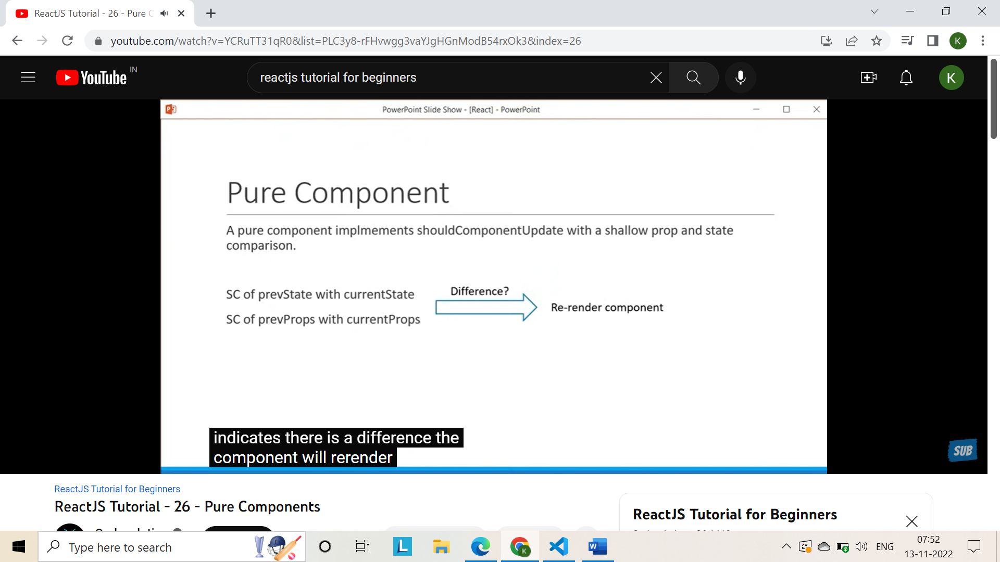 ReactJS Tutorial - 26 - Pure C
youtube.com/watch?v=YCRuTT31qR0&list=PLC3y8-rFHvwgg3vaYJgHGnModB54rxOk3&index=26
K
YouTube IN
reactjs tutorial for beginners
K
PowerPoint Slide Show - [React] - PowerPoint
Pure Component
A pure component implmements shouldComponentUpdate with a shallow prop and state
comparison.
SC of prevState with currentState
SC of prevProps with currentProps
Difference?
Re-render component
indicates there is a difference the
component will rerender
SUB
ReactJS Tutorial for Beginners
ReactJS Tutorial - 26 - Pure Components
ReactJS Tutorial for Beginners
Type here to search
L
K
W
ENG
07:52
13-11-2022